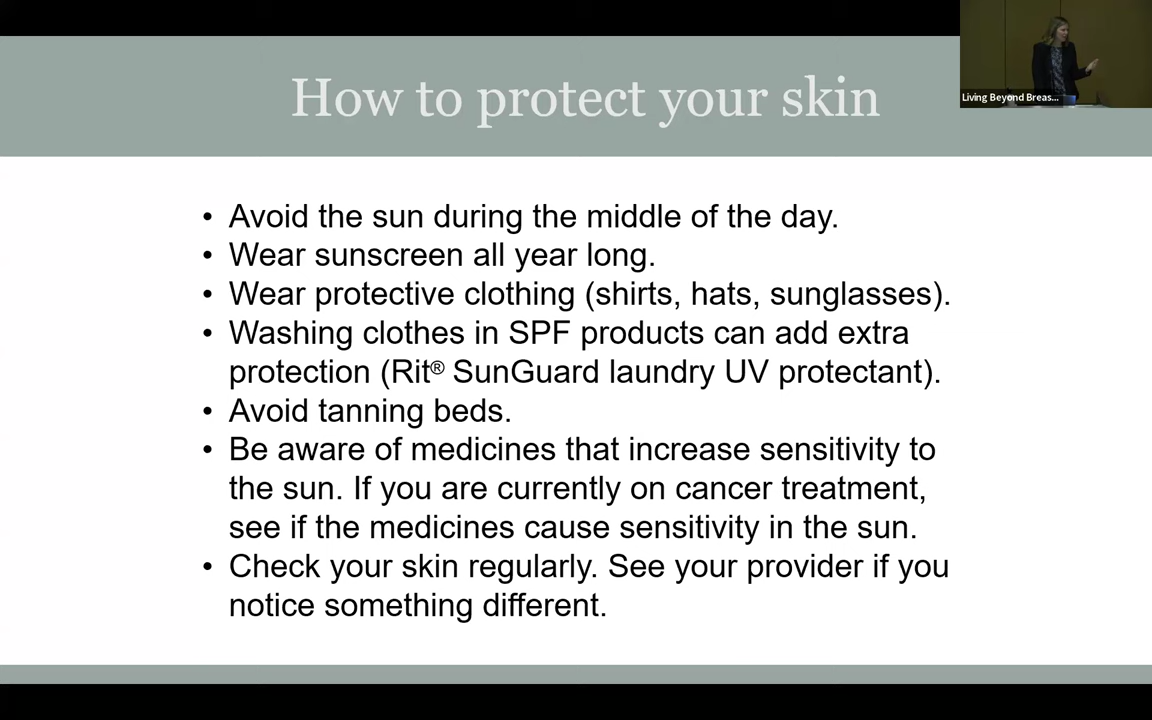 How to protect your skin
Living Beyond Breas...
• Avoid the sun during the middle of the day.
• Wear sunscreen all year long.
• Wear protective clothing (shirts, hats, sunglasses).
• Washing clothes in SPF products can add extra
protection (Rit® SunGuard laundry UV protectant).
• Avoid tanning beds.
• Be aware of medicines that increase sensitivity to
the sun. If you are currently on cancer treatment,
see if the medicines cause sensitivity in the sun.
• Check your skin regularly. See your provider if you
notice something different.